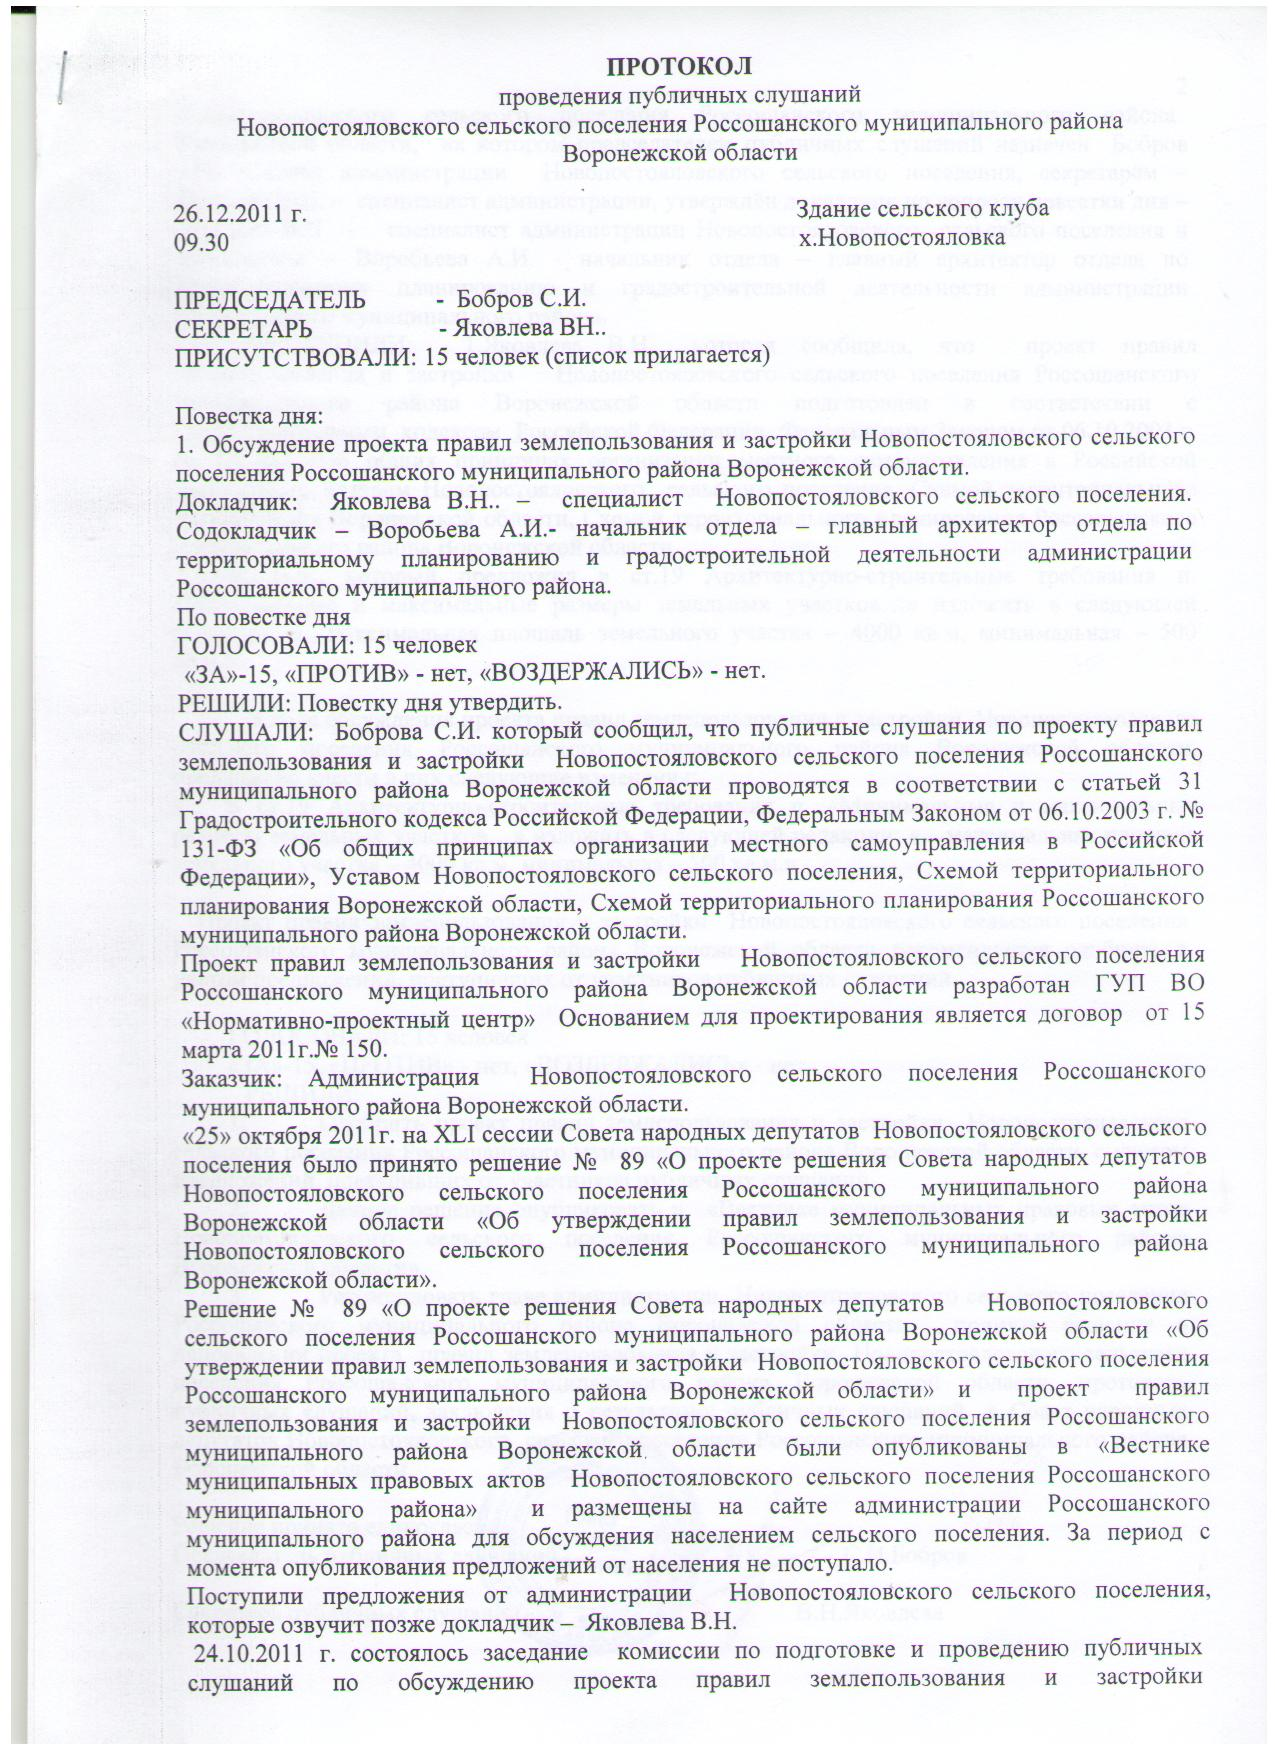 ПРОТОКОЛ
проведения публичных слушаний
Новопостояловского сельского поселения Россошанского муниципального района
Воронежской области
26.12.2011 г. Здание сельского клуба
09.30 х.Новопостояловка
ПРЕДСЕДАТЕЛЬ - Бобров С.И.
СЕКРЕТАРЬ - Яковлева ВН..
ПРИСУТСТВОВАЛИ: 15 человек (список прилагается)
Повестка дня:
1. Обсуждение проекта правил землепользования и застройки Новопостояловского сельского
поселения Россошанского муниципального района Воронежской области.
Докладчик: Яковлева В.Н.. – специалист Новопостояловского сельского поселения.
Содокладчик – Воробьева А.И.- начальник отдела – главный архитектор отдела по
территориальному планированию и градостроительной деятельности администрации
Россошанского муниципального района.
По повестке дня
ГОЛОСОВАЛИ: 15 человек
«ЗА»-15, «ПРОТИВ» - нет, «ВОЗДЕРЖАЛИСЬ» - нет.
РЕШИЛИ: Повестку дня утвердить.
СЛУШАЛИ: Боброва С.И. который сообщил, что публичные слушания по проекту правил
землепользования и застройки Новопостояловского сельского поселения Россошанского
муниципального района Воронежской области проводятся в соответствии с статьей 31
Градостроительного кодекса Российской Федерации, Федеральным Законом от 06.10.2003 г. №
131-ФЗ «Об общих принципах организации местного самоуправления в Российской
Федерации», Уставом Новопостояловского сельского поселения, Схемой территориального
планирования Воронежской области, Схемой территориального планирования Россошанского
муниципального района Воронежской области.
Проект правил землепользования и застройки Новопостояловского сельского поселения
Россошанского муниципального района Воронежской области разработан ГУП ВО
«Нормативно-проектный центр» Основанием для проектирования является договор от 15
марта 2011г.№ 150.
Заказчик: Администрация Новопостояловского сельского поселения Россошанского
муниципального района Воронежской области.
«25» октября 2011г. на XLI сессии Совета народных депутатов Новопостояловского сельского
поселения было принято решение № 89 «О проекте решения Совета народных депутатов
Новопостояловского сельского поселения Россошанского муниципального района
Воронежской области «Об утверждении правил землепользования и застройки
Новопостояловского сельского поселения Россошанского муниципального района
Воронежской области».
Решение № 89 «О проекте решения Совета народных депутатов Новопостояловского
сельского поселения Россошанского муниципального района Воронежской области «Об
утверждении правил землепользования и застройки Новопостояловского сельского поселения
Россошанского муниципального района Воронежской области» и проект правил
землепользования застройки Новопостояловского сельского поселения Россошанского
муниципального района Воронежской области были опубликованы в «Вестнике
муниципальных правовых актов Новопостояловского сельского поселения Россошанского
муниципального района» и размещены на сайте администрации Россошанского
муниципального района для обсуждения населением сельского поселения. За период с
момента опубликования предложений от населения не поступало.
Поступили предложения от администрации Новопостояловского сельского поселения,
которые озвучит позже докладчик – Яковлева В.Н.
24.10.2011 г. состоялось заседание комиссии по подготовке и проведению публичных
слушаний по обсуждению проекта правил землепользования и застройки